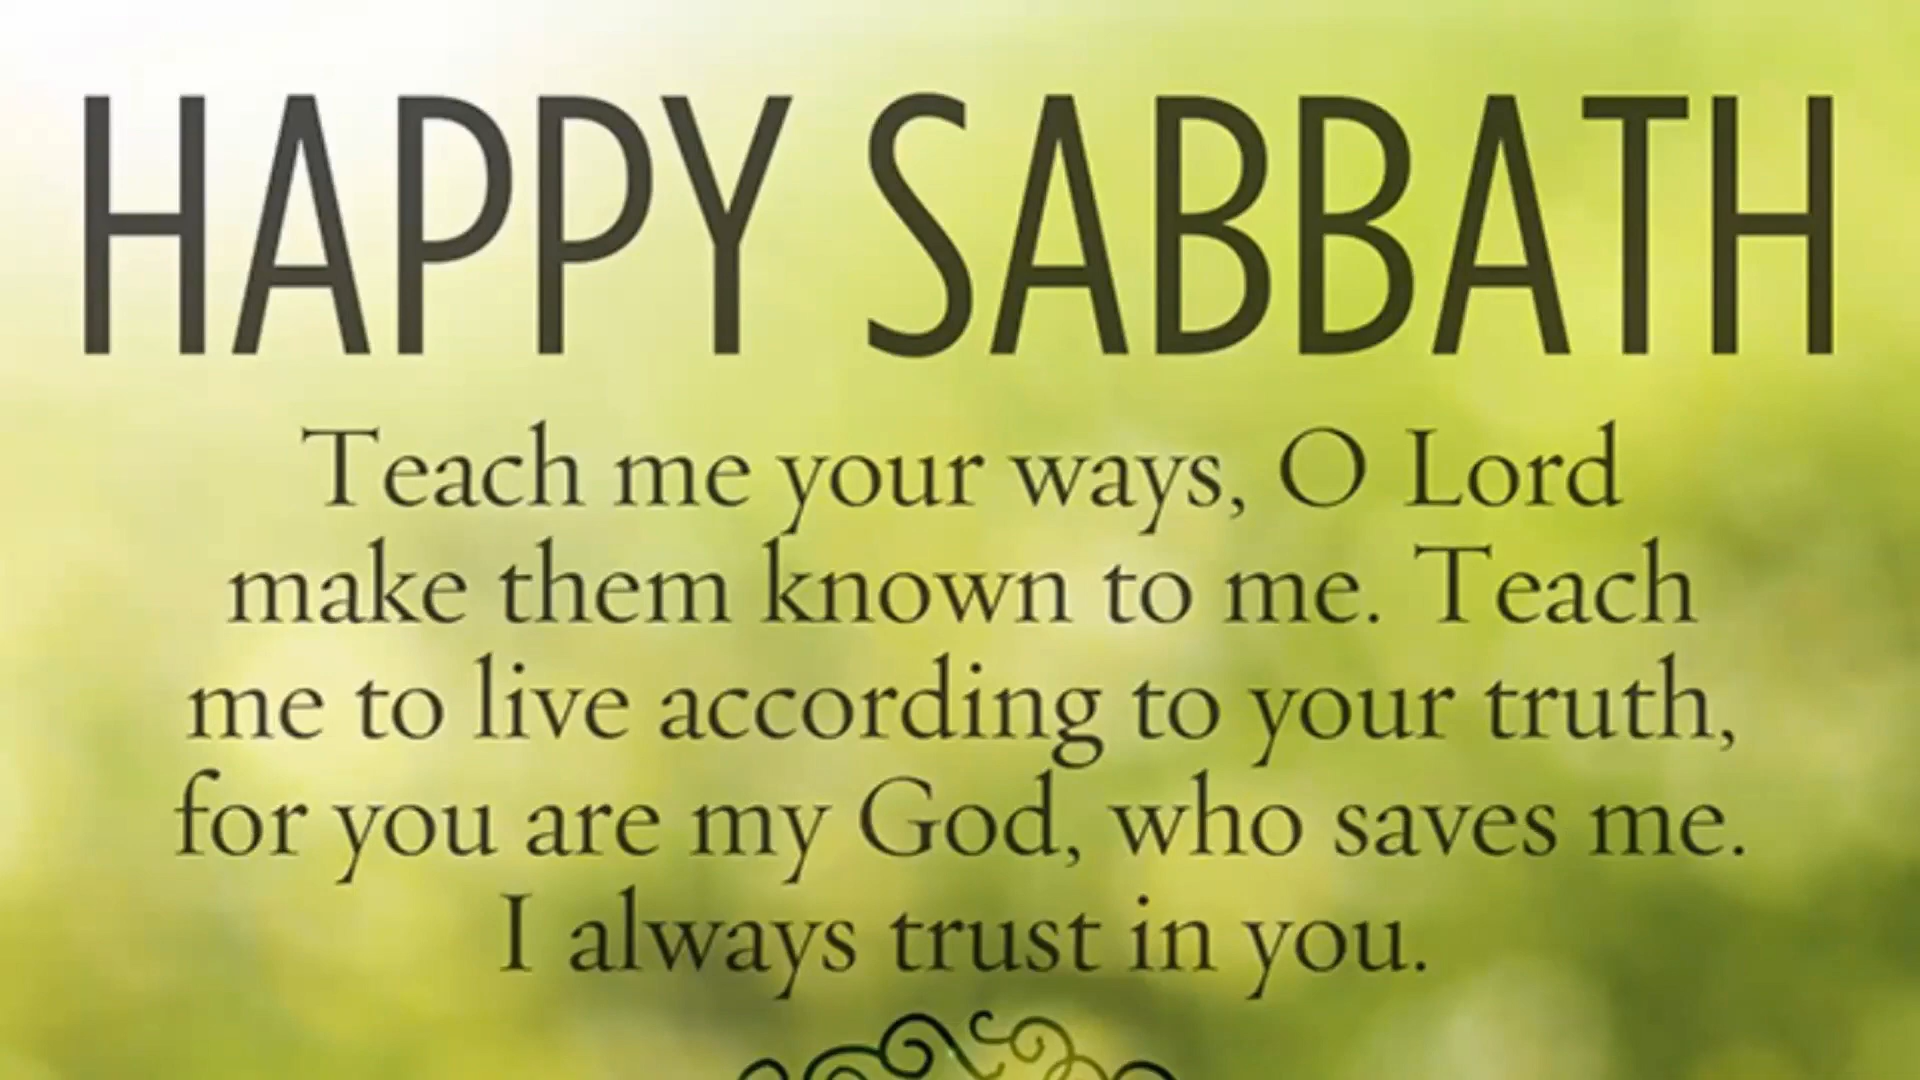 HAPPY SABBATH
Teach me your ways, O Lord
make them known to me. Teach
me to live according to your truth,
for you are my God, who saves me.
I always trust in you.